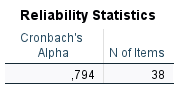 Reliability Statistics
Cronbach's
Alpha N of Items
,794 38